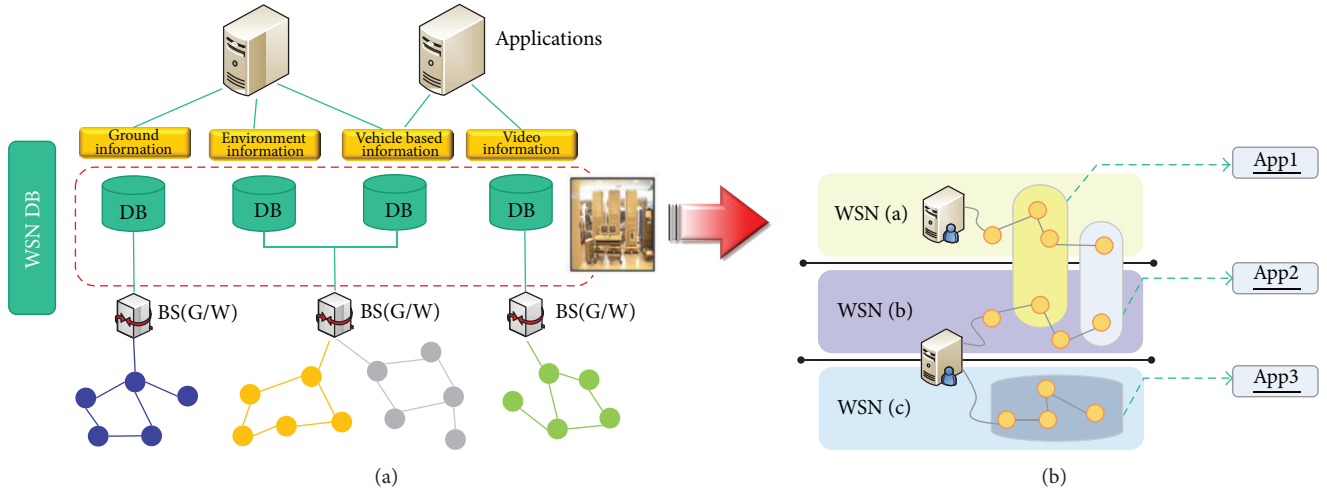 Applications
Ground
information
Environment
information
Vehicle based
information
Video
information
WSN DB
DB
DB
DB
DB
BS(G/W)
BS(G/W)
BS(G/W)
(a)
App1
WSN (a)
App2
WSN (b)
App3
WSN (c)
(b)